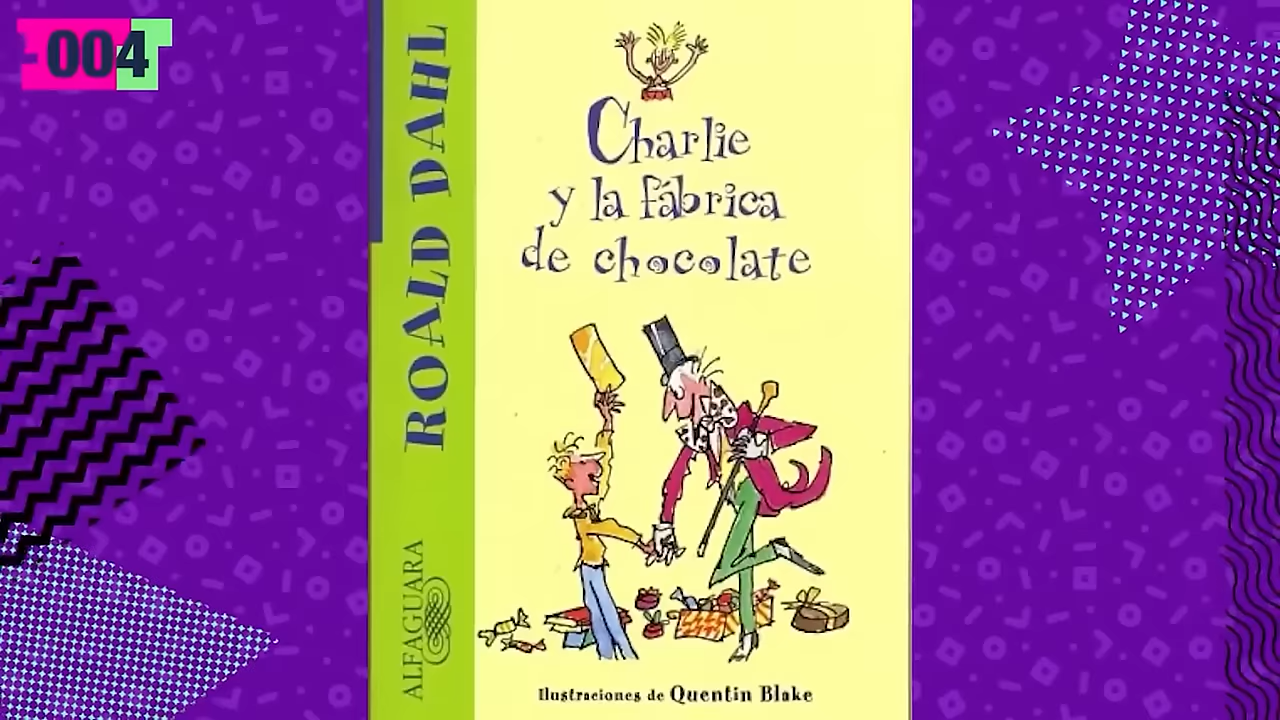 004
ROALD DAHL
ALFAGUARA
Charlie
y la fábrica
de chocolate
Ilustraciones de Quentin Blake